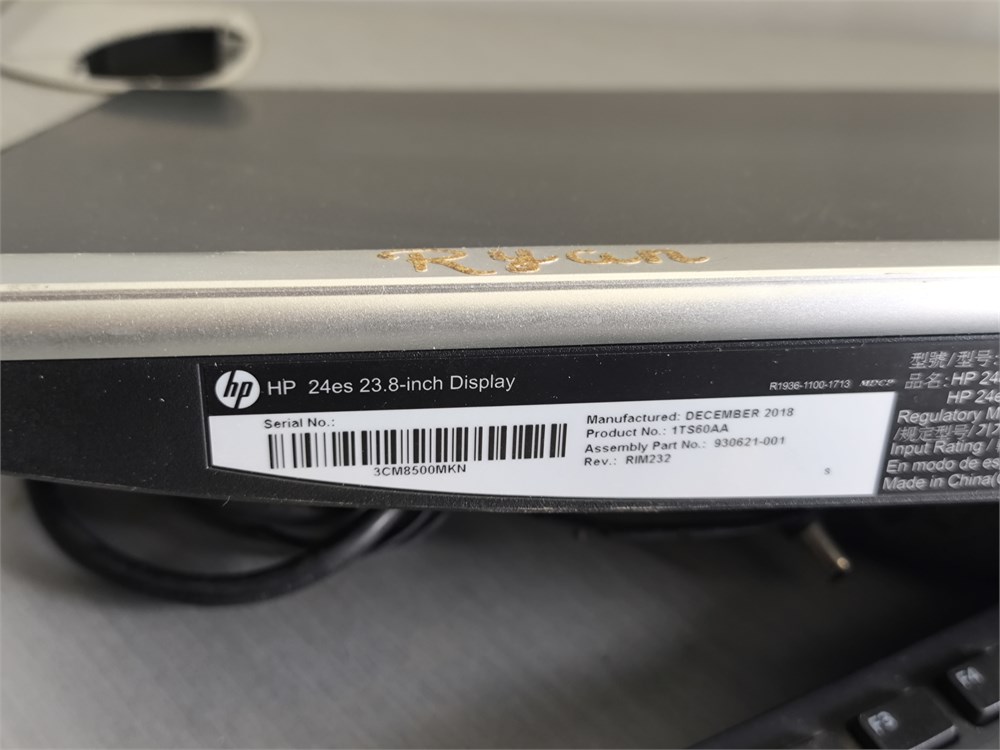 Ryan
hp HP 24es 23.8-inch Display
R1936-1100-1713 MDCP
Serial No.:
3CM8500MKN
Manufactured: DECEMBER 2018
Product No.: 1TS60AA
Assembly Part No.: 930621-001
Rev.: RIM232
s
型號/型号
品名: HP 24
HP 24e
Regulatory M
/规定型号/기기
Input Rating /
En modo de es
Made in China(
F3
F4